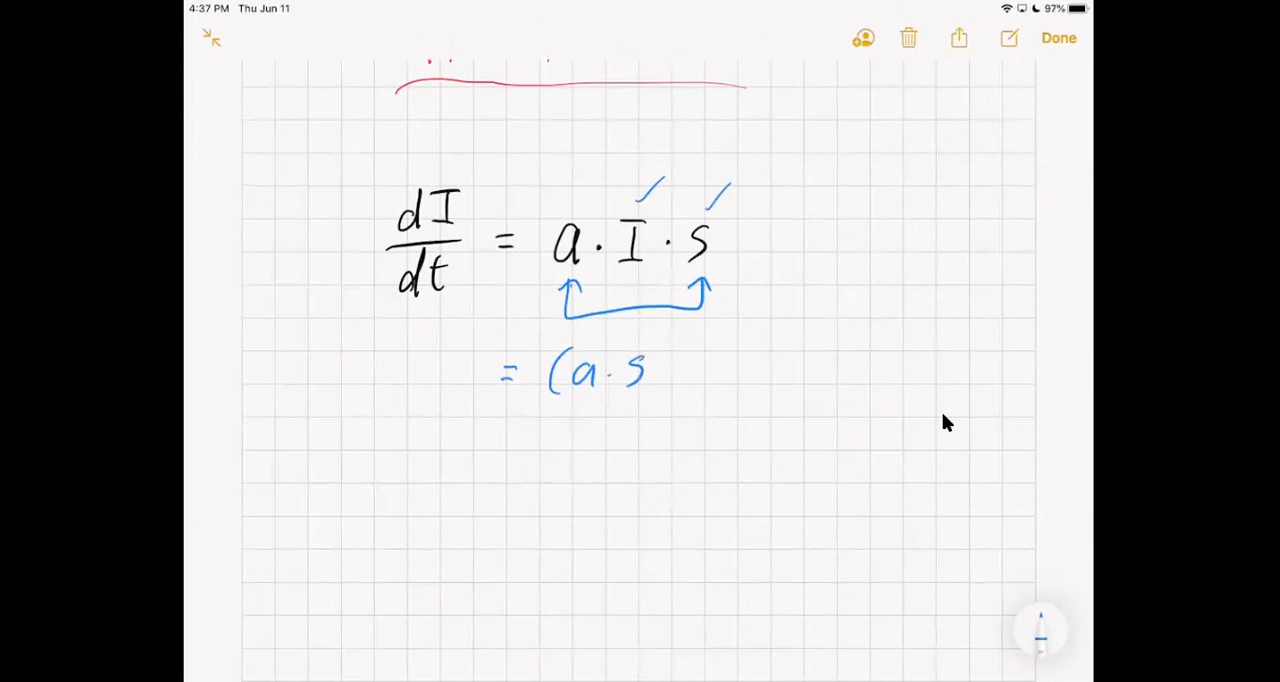 4:37 PM Thu Jun 11 97%
Done
dI/dt = a · I · s
= (a · s